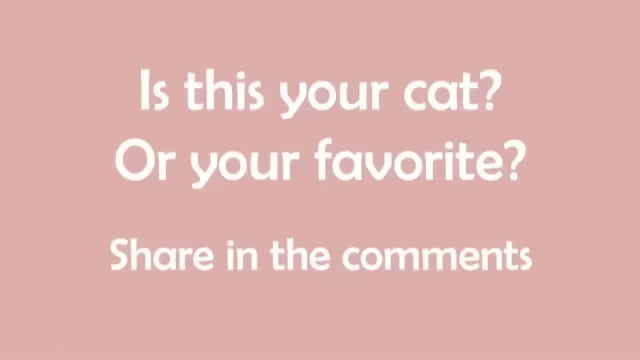 Is this your cat?
Or your favorite?
Share in the comments